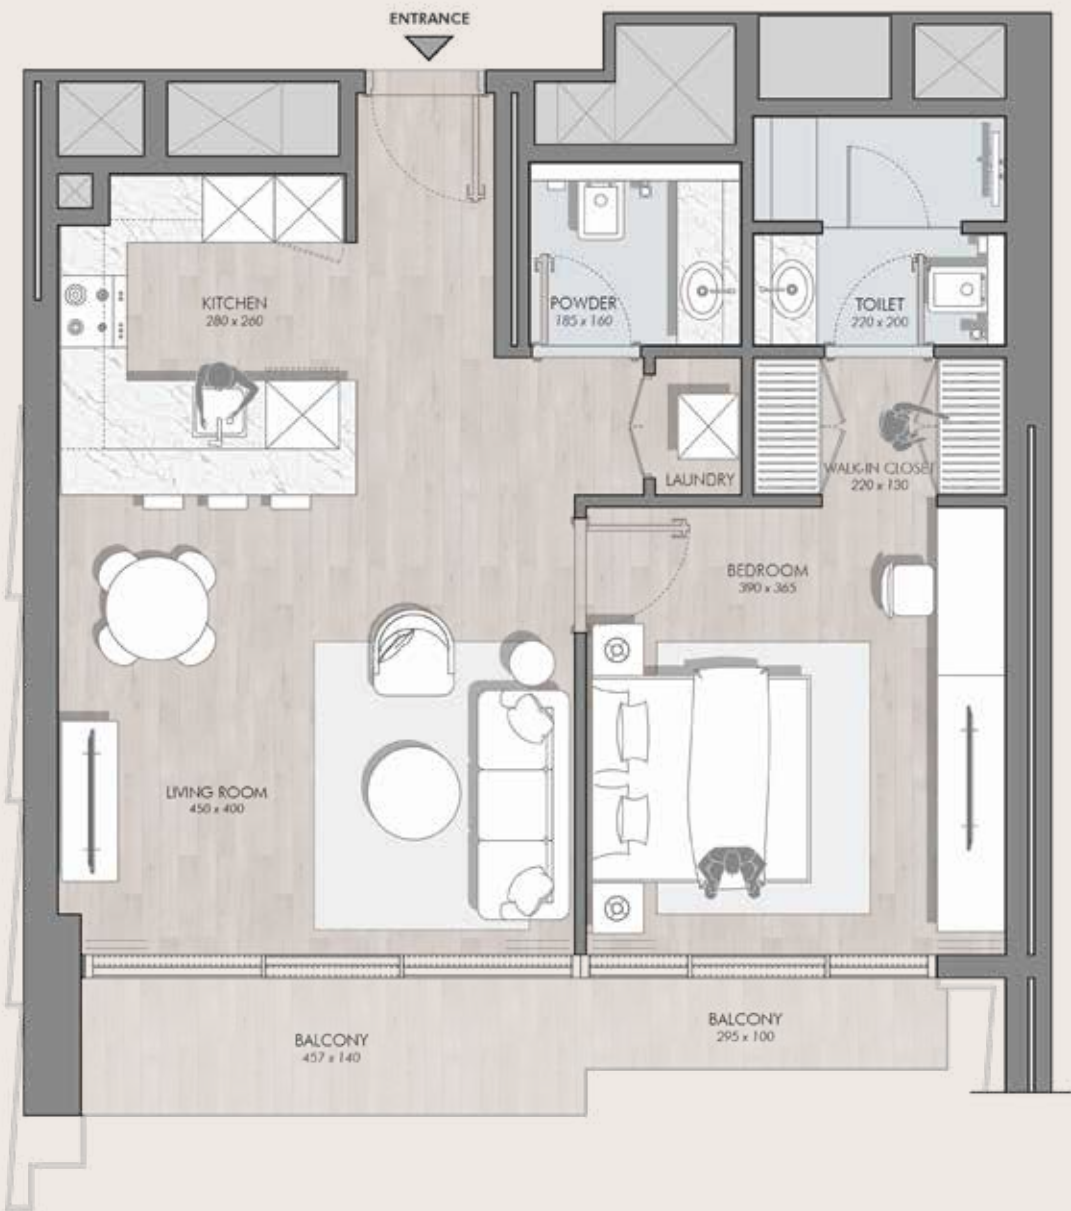 ENTRANCE
KITCHEN
280 x 260
POWDER
185 x 160
TOILET
220 x 200
LAUNDRY
WALK-IN CLOSET
220 x 130
BEDROOM
390 x 365
LIVING ROOM
450 x 400
BALCONY
457 x 140
BALCONY
295 x 100